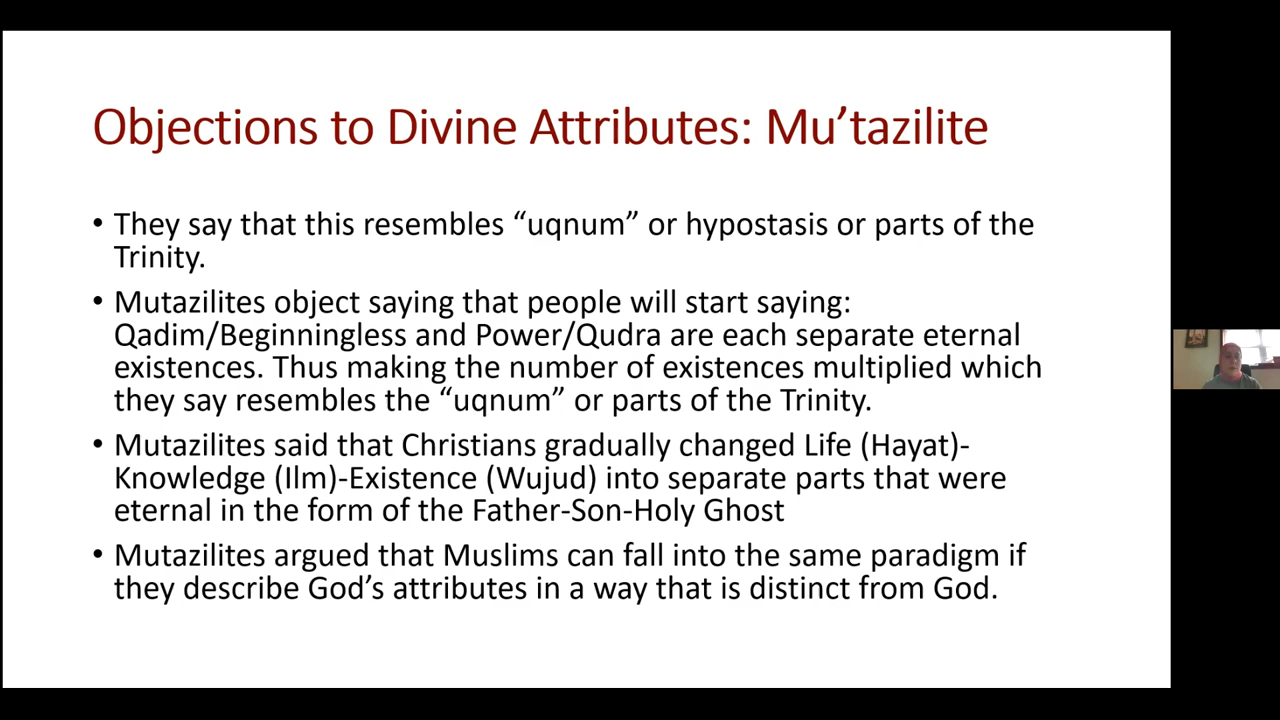 Objections to Divine Attributes: Mu’tazilite
• They say that this resembles “uqnum” or hypostasis or parts of the
Trinity.
• Mutazilites object saying that people will start saying:
Qadim/Beginningless and Power/Qudra are each separate eternal
existences. Thus making the number of existences multiplied which
they say resembles the “uqnum” or parts of the Trinity.
• Mutazilites said that Christians gradually changed Life (Hayat)-
Knowledge (Ilm)-Existence (Wujud) into separate parts that were
eternal in the form of the Father-Son-Holy Ghost
• Mutazilites argued that Muslims can fall into the same paradigm if
they describe God’s attributes in a way that is distinct from God.